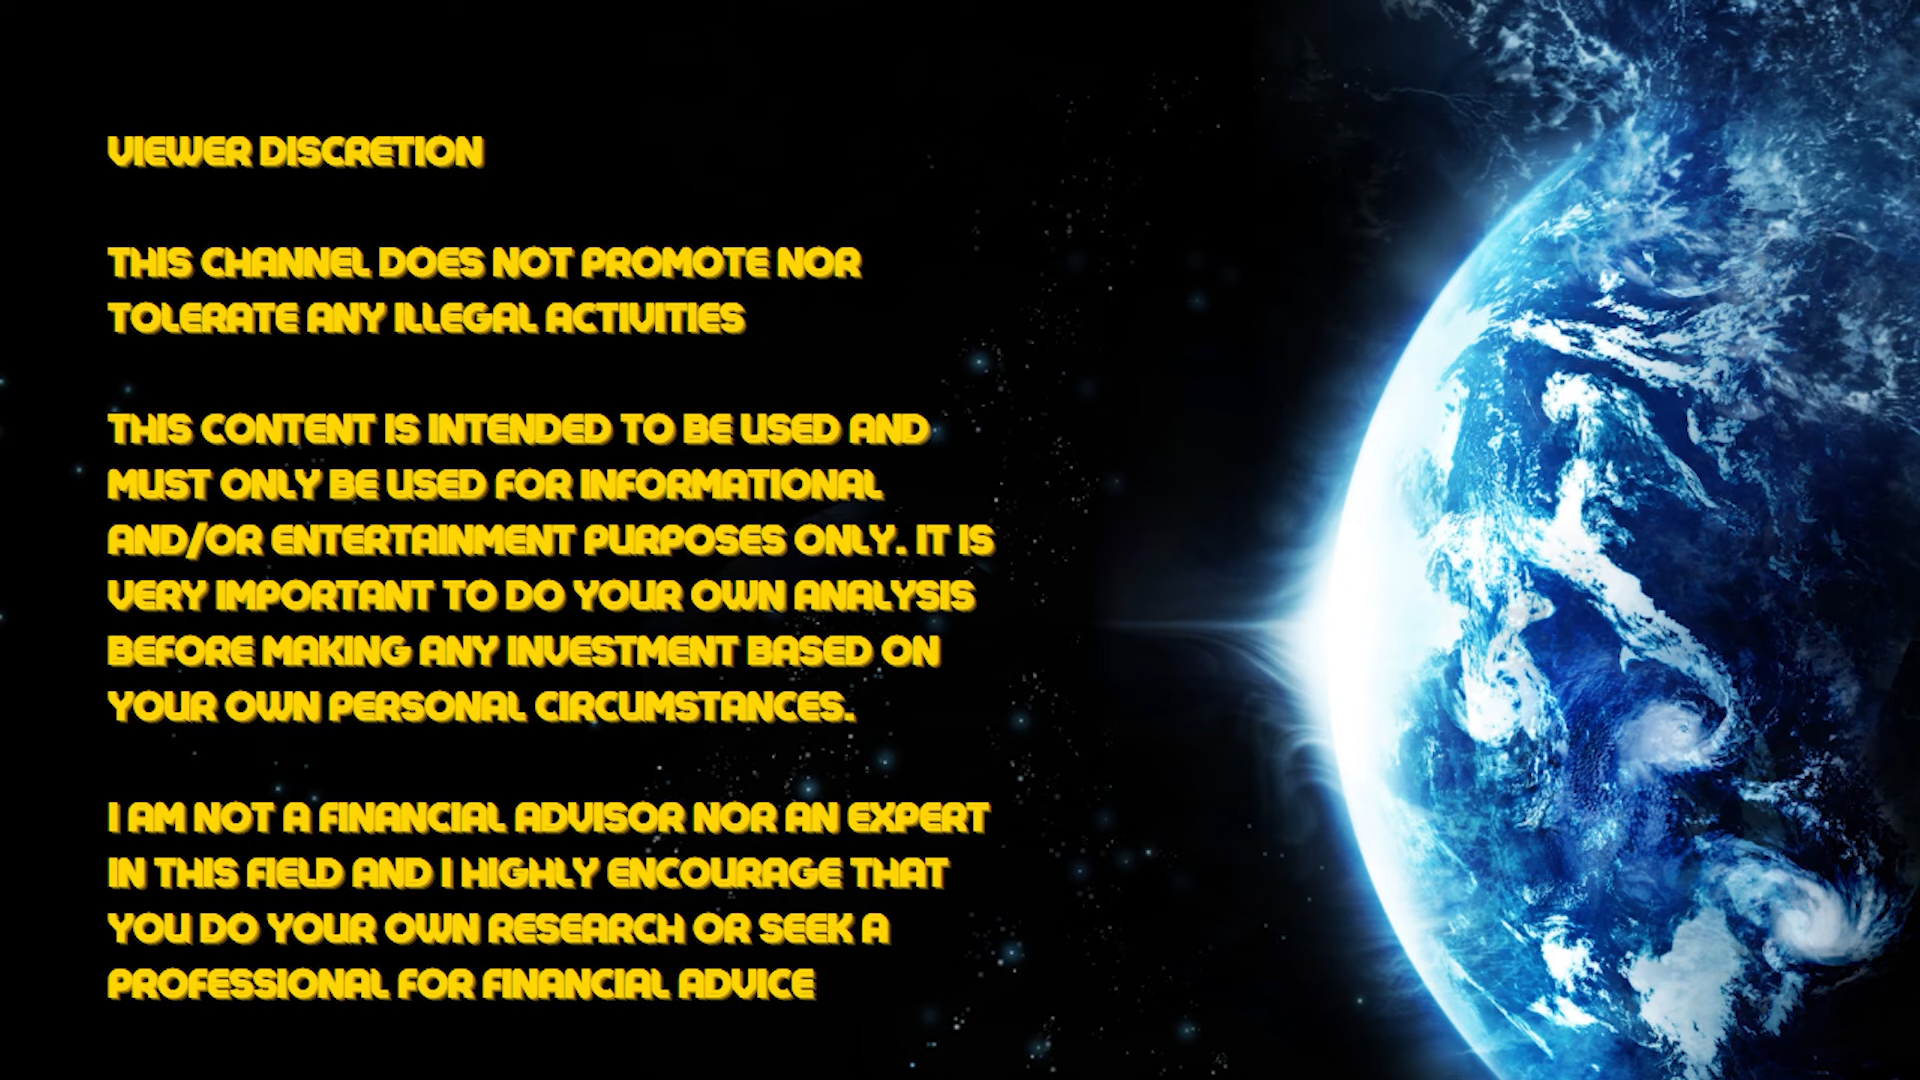 VIEWER DISCRETION
THIS CHANNEL DOES NOT PROMOTE NOR
TOLERATE ANY ILLEGAL ACTIVITIES
THIS CONTENT IS INTENDED TO BE USED AND
MUST ONLY BE USED FOR INFORMATIONAL
AND/OR ENTERTAINMENT PURPOSES ONLY. IT IS
VERY IMPORTANT TO DO YOUR OWN ANALYSIS
BEFORE MAKING ANY INVESTMENT BASED ON
YOUR OWN PERSONAL CIRCUMSTANCES.
I AM NOT A FINANCIAL ADVISOR NOR AN EXPERT
IN THIS FIELD AND I HIGHLY ENCOURAGE THAT
YOU DO YOUR OWN RESEARCH OR SEEK A
PROFESSIONAL FOR FINANCIAL ADVICE